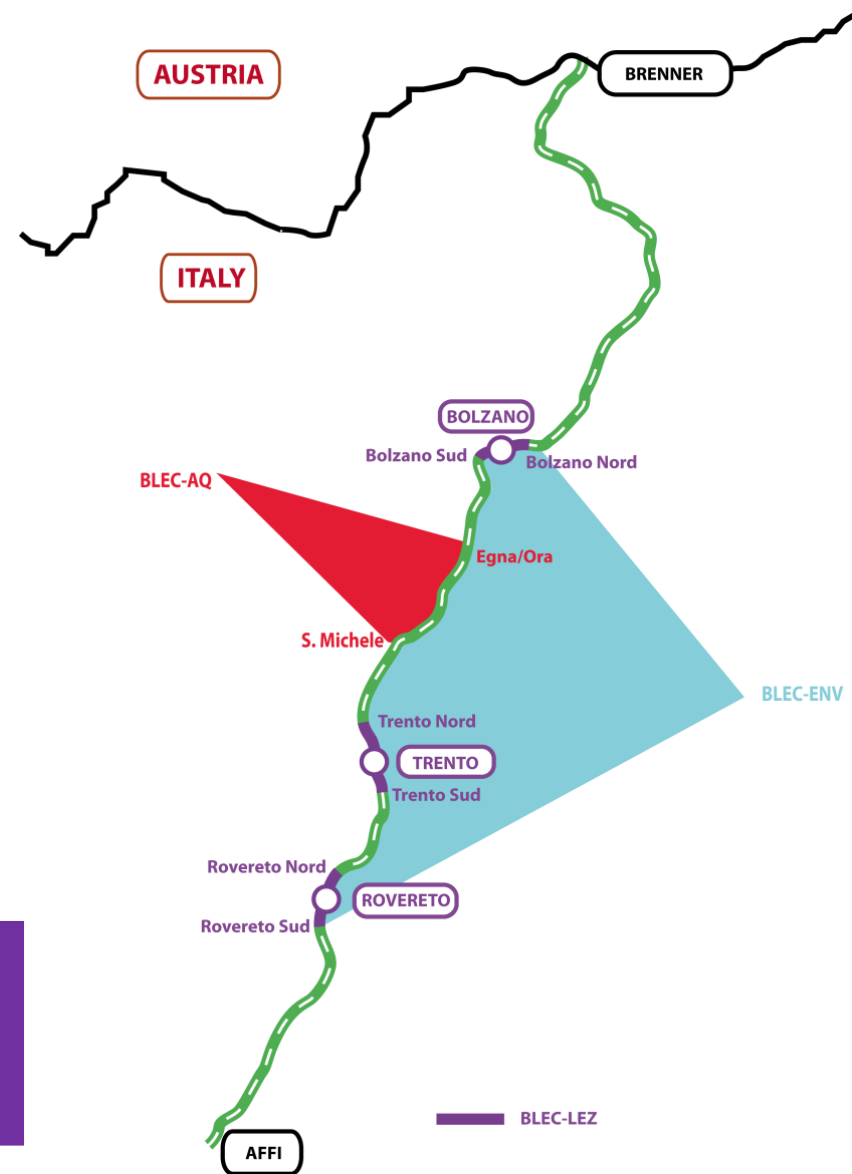 AUSTRIA
BRENNER
ITALY
BOLZANO
Bolzano Sud
Bolzano Nord
BLEC-AQ
Egna/Ora
S. Michele
BLEC-ENV
Trento Nord
TRENTO
Trento Sud
Rovereto Nord
ROVERETO
Rovereto Sud
BLEC-LEZ
AFFI